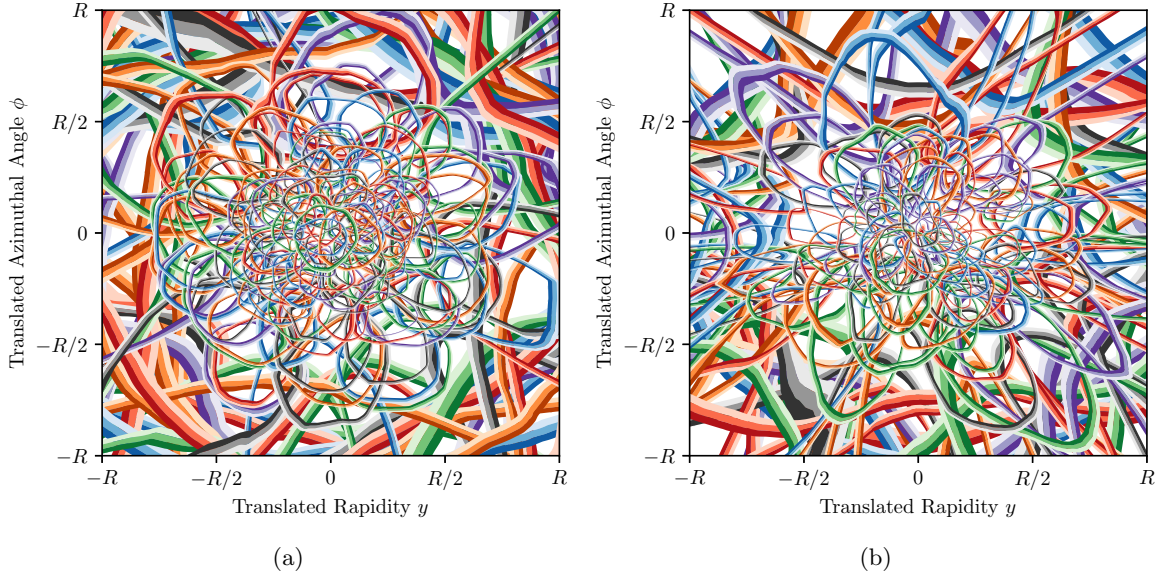 R
R/2
0
−R/2
−R
−R
−R/2
0
R/2
R
Translated Azimuthal Angle ϕ
Translated Rapidity y
(a)
R
R/2
0
−R/2
−R
−R
−R/2
0
R/2
R
Translated Azimuthal Angle ϕ
Translated Rapidity y
(b)